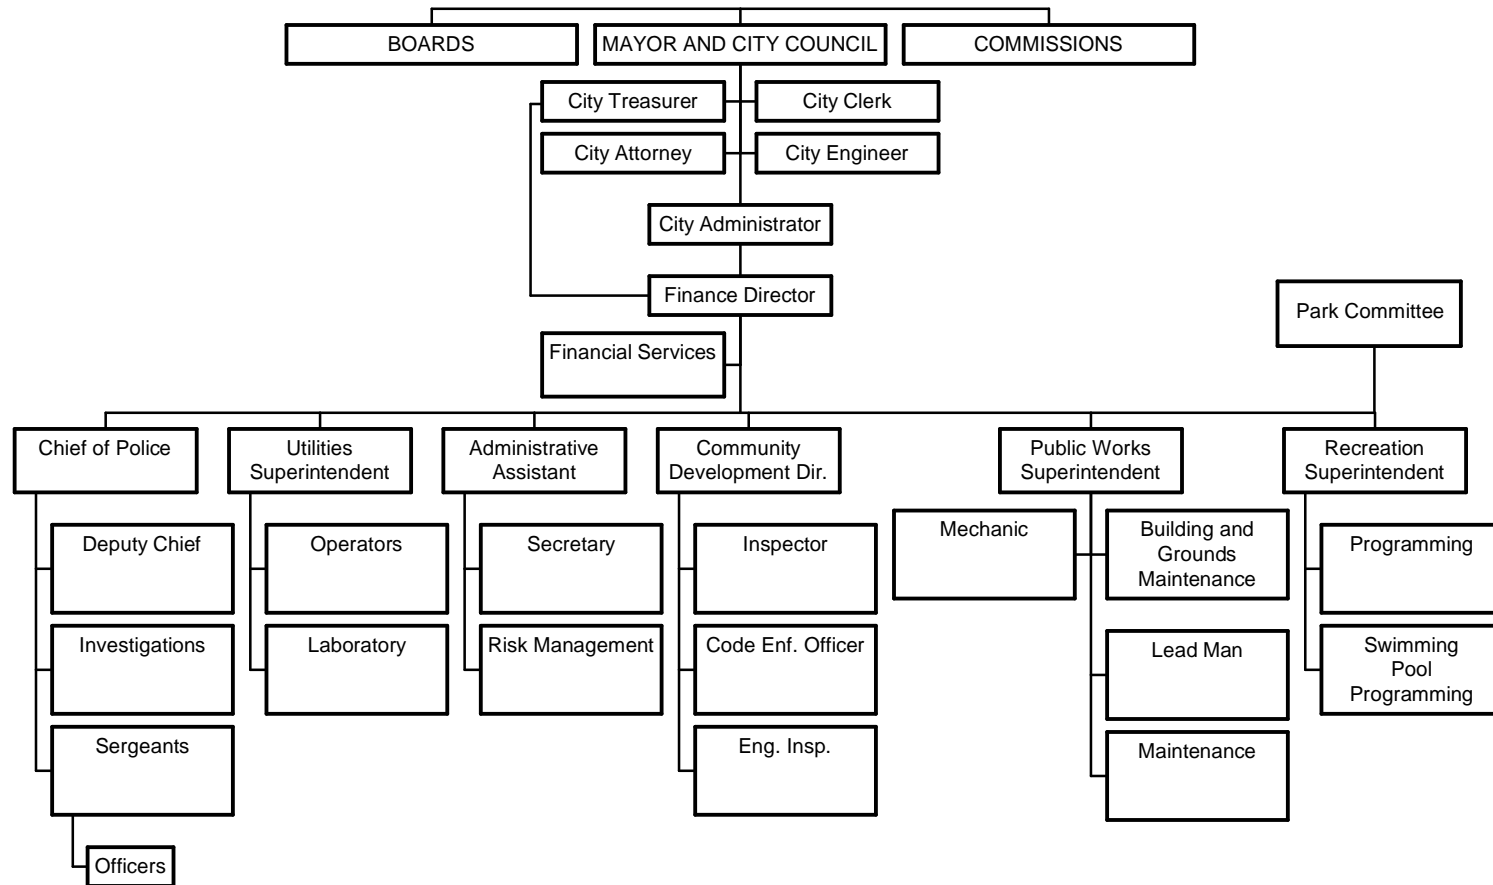 BOARDS
MAYOR AND CITY COUNCIL
COMMISSIONS
City Treasurer
City Clerk
City Attorney
City Engineer
City Administrator
Finance Director
Park Committee
Financial Services
Chief of Police
Utilities
Superintendent
Administrative
Assistant
Community
Development Dir.
Public Works
Superintendent
Recreation
Superintendent
Deputy Chief
Operators
Secretary
Inspector
Mechanic
Building and
Grounds
Maintenance
Programming
Investigations
Laboratory
Risk Management
Code Enf. Officer
Lead Man
Swimming
Pool
Programming
Sergeants
Eng. Insp.
Maintenance
Officers